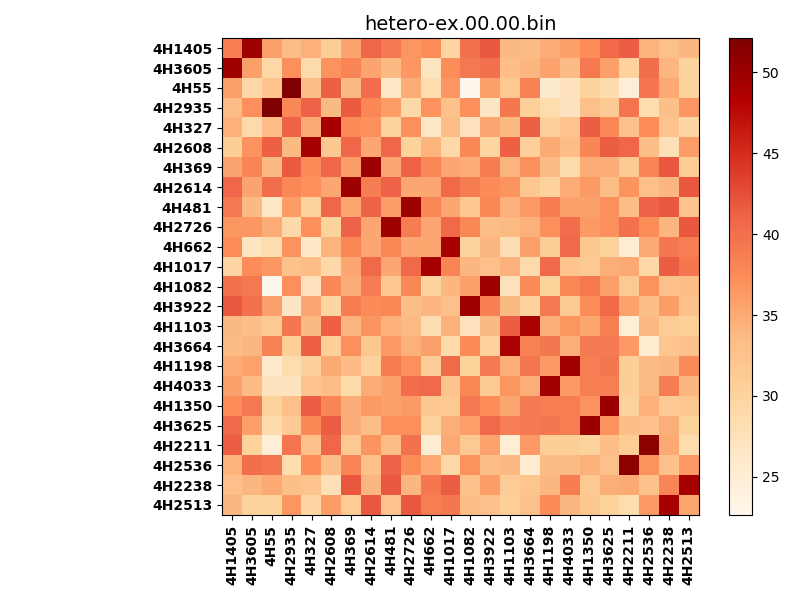 hetero-ex.00.00.bin
4H1405
4H3605
4H55
4H2935
4H327
4H2608
4H369
4H2614
4H481
4H2726
4H662
4H1017
4H1082
4H3922
4H1103
4H3664
4H1198
4H4033
4H1350
4H3625
4H2211
4H2536
4H2238
4H2513
4H1405 4H3605 4H55 4H2935 4H327 4H2608 4H369 4H2614 4H481 4H2726 4H662 4H1017 4H1082 4H3922 4H1103 4H3664 4H1198 4H4033 4H1350 4H3625 4H2211 4H2536 4H2238 4H2513
50
45
40
35
30
25